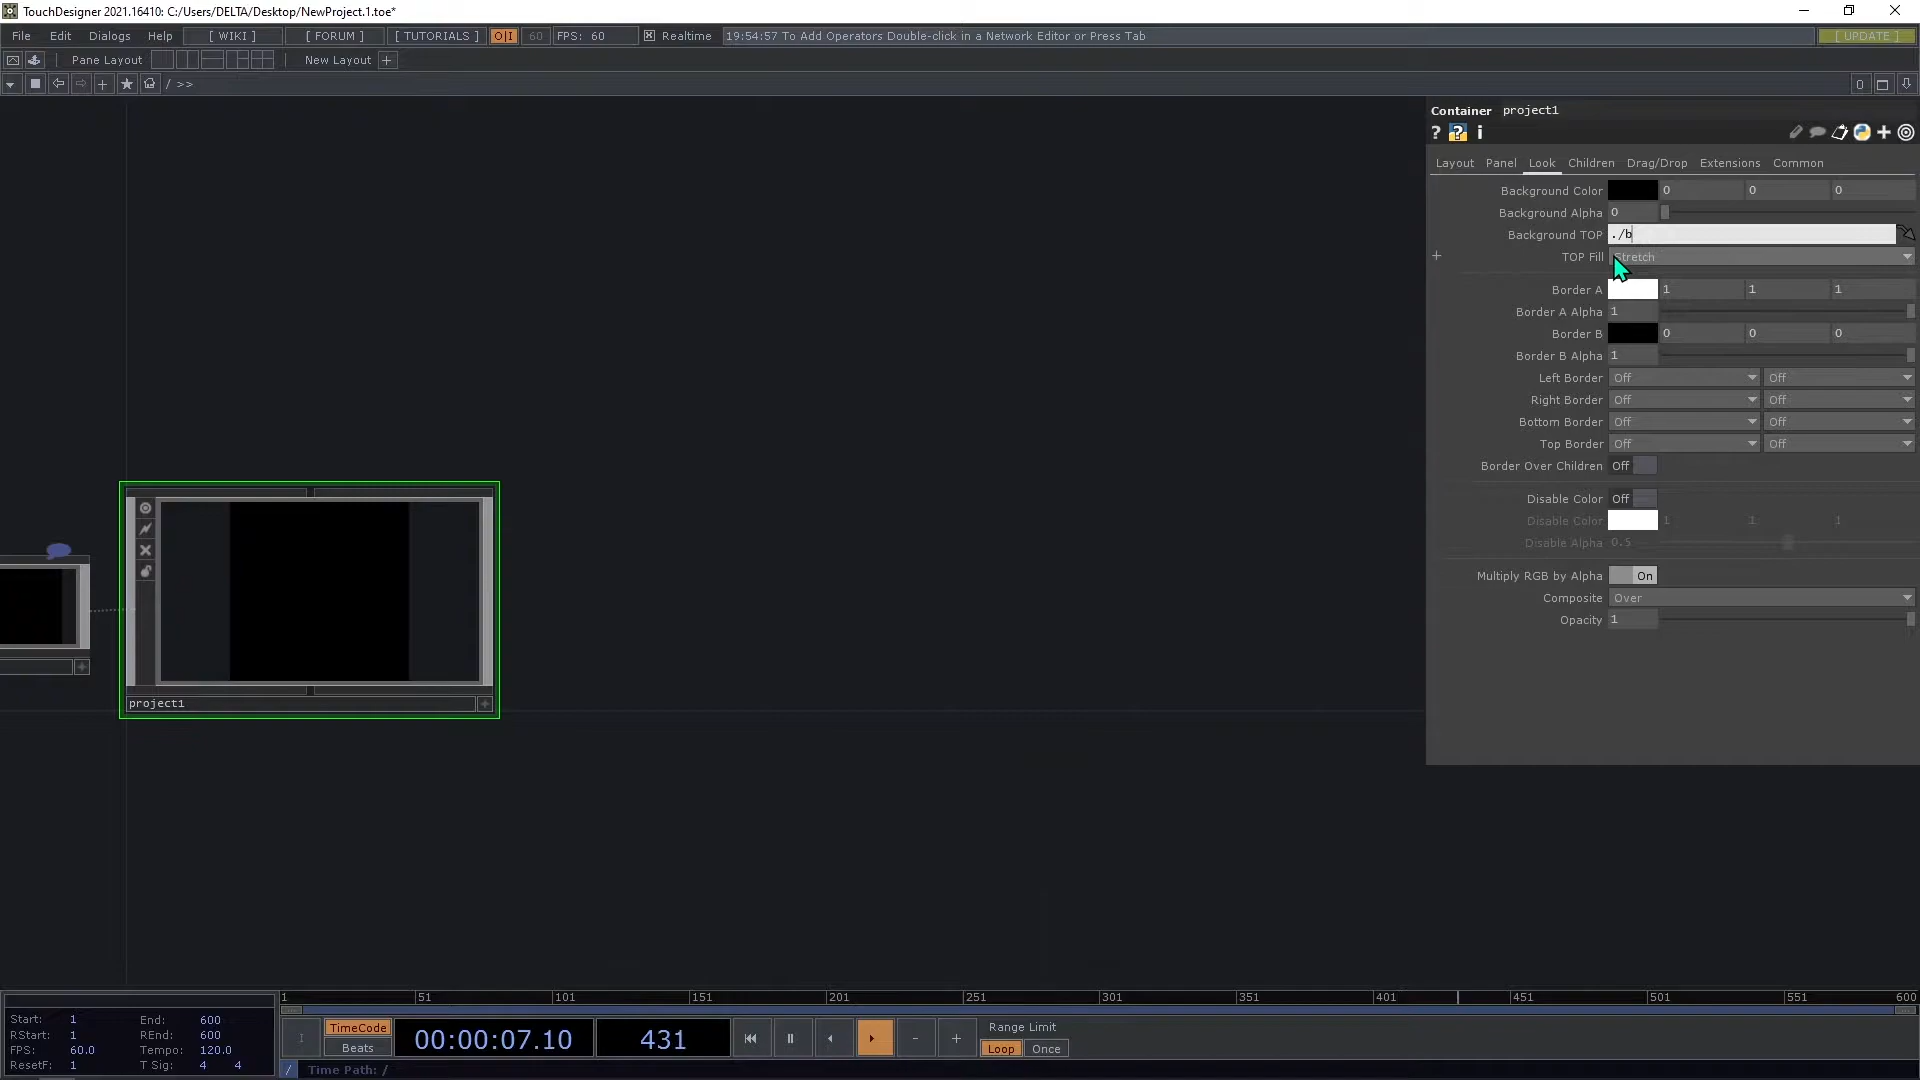 TouchDesigner 2021.16410: C:/Users/DELTA/Desktop/NewProject.1.toe*
File Edit Dialogs Help [ WIKI ] [ FORUM ] [ TUTORIALS ] O|I 60 FPS: 60 Realtime 19:54:57 To Add Operators Double-click in a Network Editor or Press Tab [ UPDATE ]
Pane Layout New Layout +
/ >> 0
Container project1
? ? i
Layout Panel Look Children Drag/Drop Extensions Common
Background Color 0 0 0
Background Alpha 0
Background TOP ./b
+ TOP Fill Stretch
Border A 1 1 1
Border A Alpha 1
Border B 0 0 0
Border B Alpha 1
Left Border Off Off
Right Border Off Off
Bottom Border Off Off
Top Border Off Off
Border Over Children Off
Disable Color Off
Disable Color 1 1 1
Disable Alpha 0.5
Multiply RGB by Alpha On
Composite Over
Opacity 1
project1
1 51 101 151 201 251 301 351 401 451 501 551 600
Start: 1 End: 600
RStart: 1 REnd: 600
FPS: 60.0 Tempo: 120.0
ResetF: 1 T Sig: 4 4
I TimeCode Beats 00:00:07.10 431 - +
Range Limit
Loop Once
/ Time Path: /